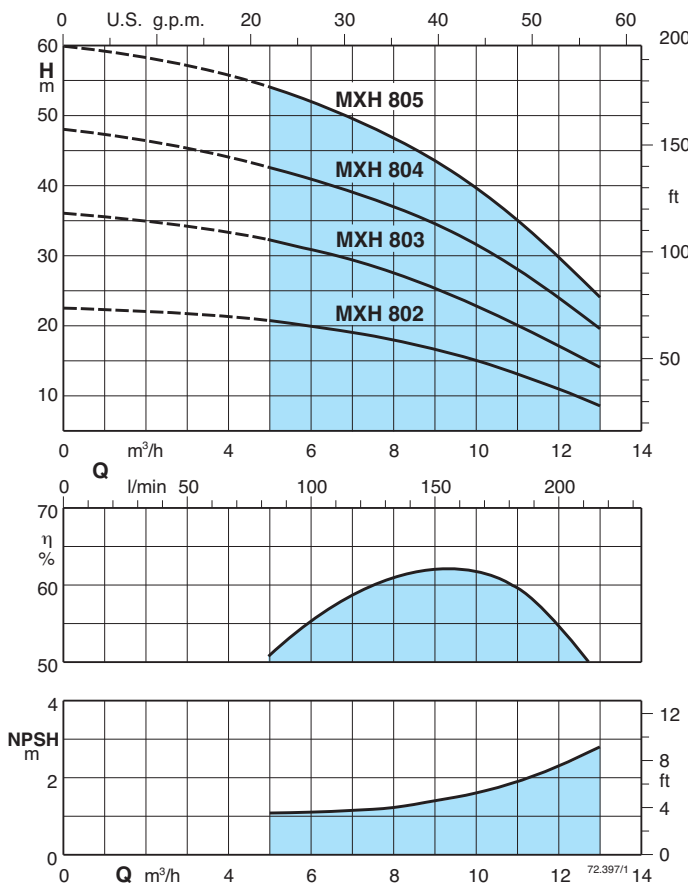 0 U.S. g.p.m. 20 30 40 50 60
60 200
H
m
MXH 805
50
150
MXH 804
40
ft
MXH 803
100
30
MXH 802
20
50
10
0 m³/h 4 6 8 10 12 14
Q
0 l/min 50 100 150 200
70
η
%
60
50
4
12
NPSH
m
8
ft
2
4
0 0
72.397/1
0 Q m³/h 4 6 8 10 12 14